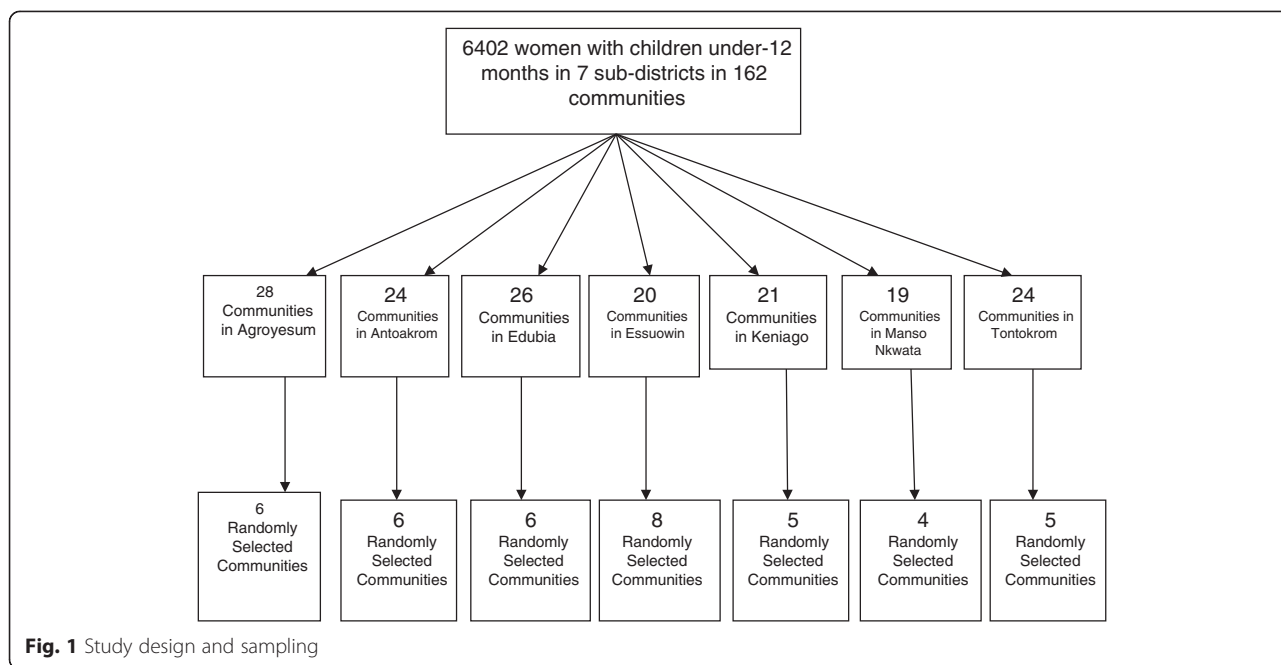 6402 women with children under-12
months in 7 sub-districts in 162
communities
28
Communities
in Agroyesum
24
Communities
in Antoakrom
26
Communities
in Edubia
20
Communities
in Essuowin
21
Communities
in Keniago
19
Communities
in Manso
Nkwata
24
Communities in
Tontokrom
6
Randomly
Selected
Communities
6
Randomly
Selected
Communities
6
Randomly
Selected
Communities
8
Randomly
Selected
Communities
5
Randomly
Selected
Communities
4
Randomly
Selected
Communities
5
Randomly
Selected
Communities
Fig. 1 Study design and sampling